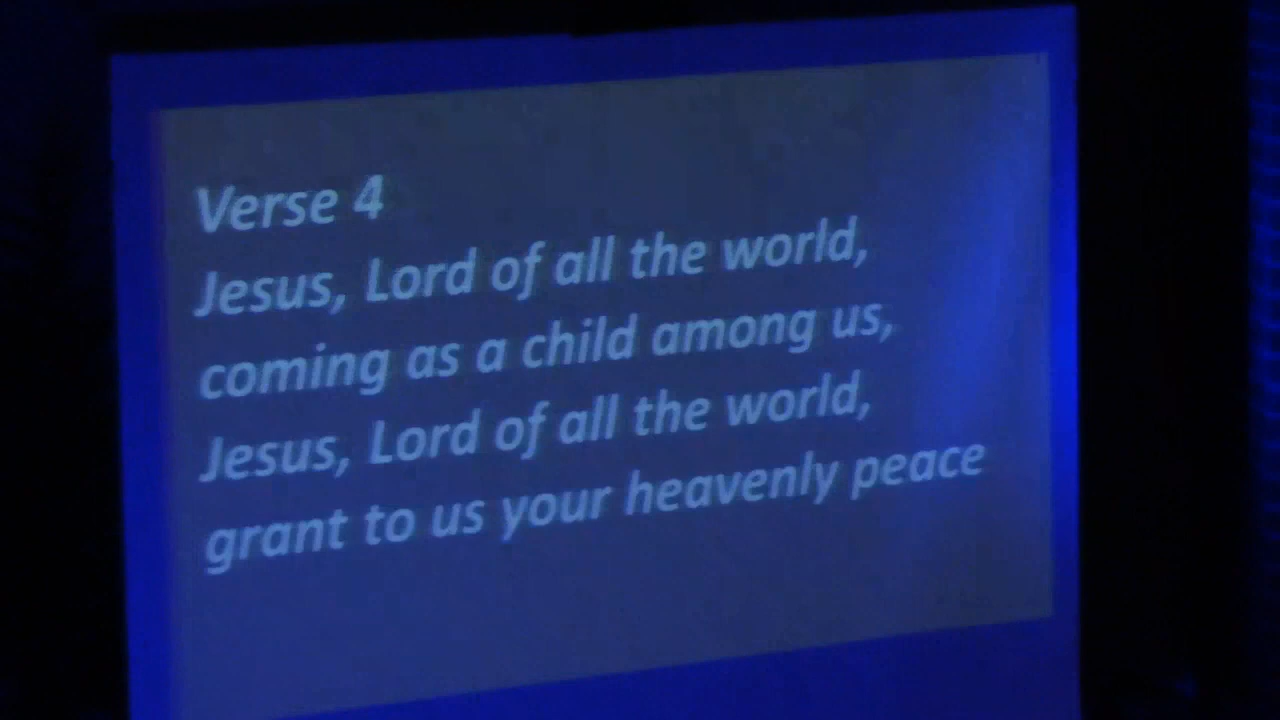 Verse 4
Jesus, Lord of all the world,
coming as a child among us,
Jesus, Lord of all the world,
grant to us your heavenly peace